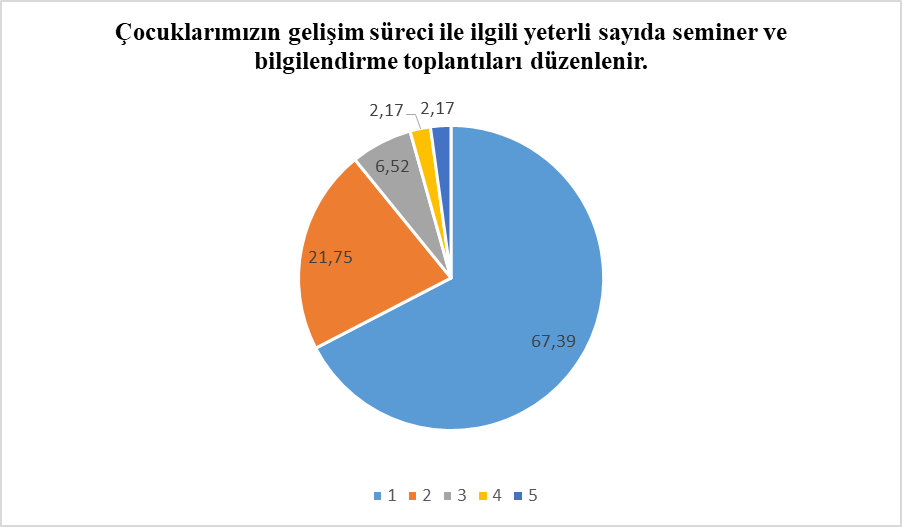 Çocuklarımızın gelişim süreci ile ilgili yeterli sayıda seminer ve
bilgilendirme toplantıları düzenlenir.
2,17
2,17
6,52
21,75
67,39
1 2 3 4 5